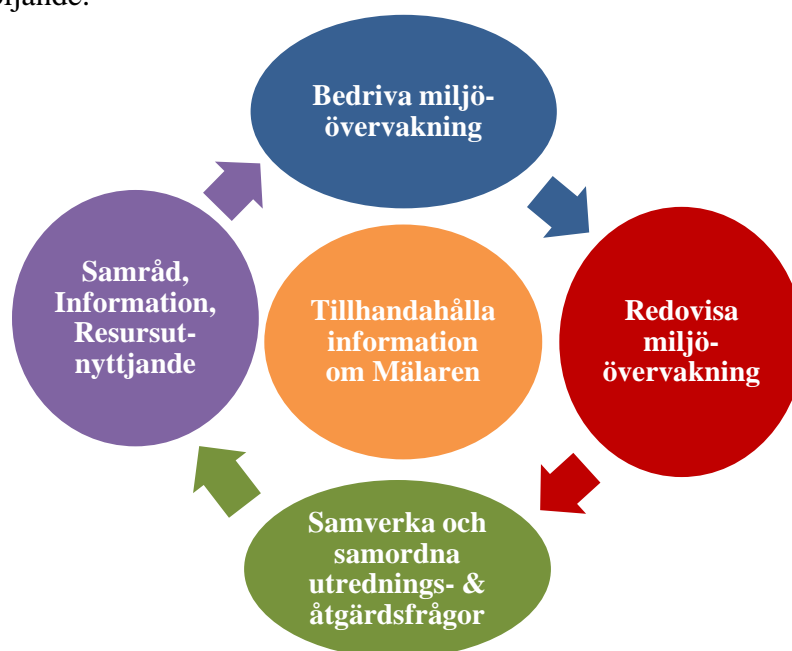 Bedriva miljö-
övervakning
Samråd,
Information,
Resursut-
nyttjande
Tillhandahålla
information
om Mälaren
Redovisa
miljö-
övervakning
Samverka och
samordna
utrednings- &
åtgärdsfrågor